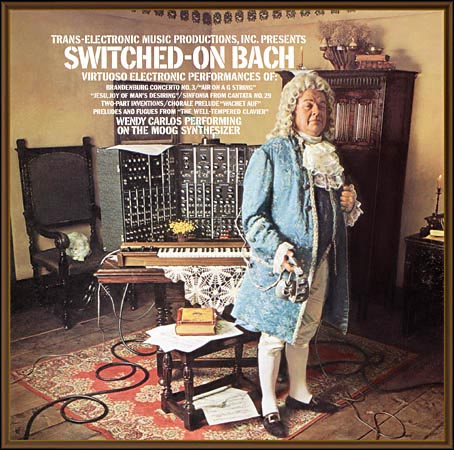 TRANS-ELECTRONIC MUSIC PRODUCTIONS, INC. PRESENTS
SWITCHED-ON BACH
VIRTUOSO ELECTRONIC PERFORMANCES OF:
BRANDENBURG CONCERTO NO. 3/"AIR ON A G STRING"
"JESU, JOY OF MAN'S DESIRING"/SINFONIA FROM CANTATA NO. 29
TWO-PART INVENTIONS/CHORALE PRELUDE "WACHET AUF"
PRELUDES AND FUGUES FROM "THE WELL-TEMPERED CLAVIER"
WENDY CARLOS PERFORMING
ON THE MOOG SYNTHESIZER